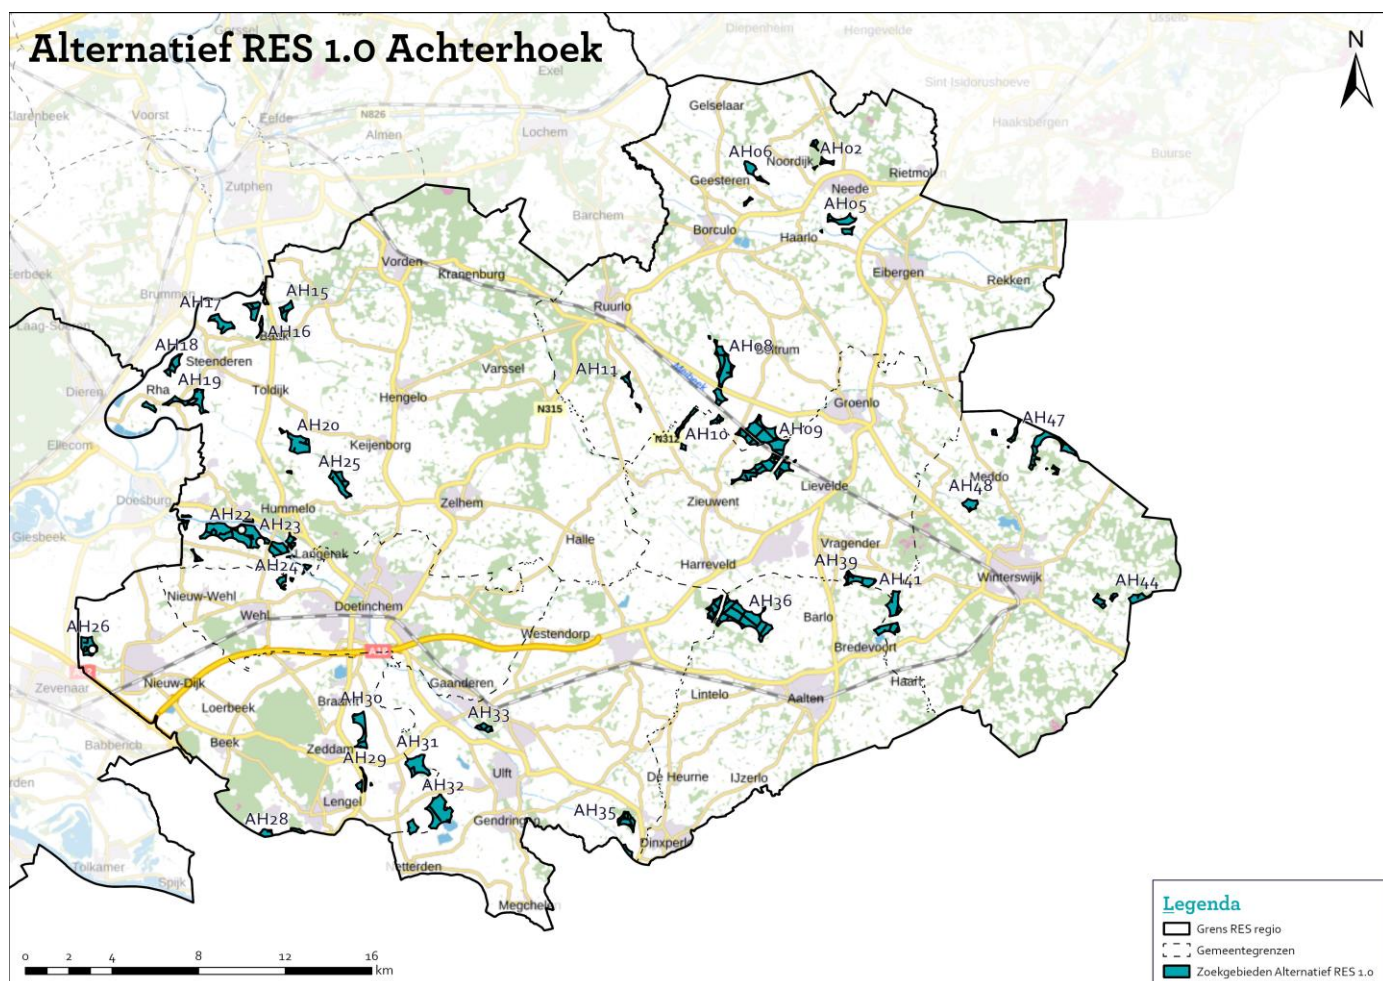 Alternatief RES 1.0 Achterhoek
N
Gorssel
Diepenheim
Hengevelde
Usselo
Exel
Sint Isidorushoeve
Klarenbeek
Voorst
Eefde
N826
Almen
Lochem
Gelselaar
Haaksbergen
Buurse
AH06
Noordijk
AH02
Geesteren
Neede
Zutphen
Barchem
Borculo
AH05
Haarlo
Vorden
Kranenburg
Eibergen
Rekken
Brummen
AH17
AH15
AH16
Ruurlo
AH18
Steenderen
Varssel
AH11
AH08
Beltrum
Dieren
Rha
AH19
Toldijk
Hengelo
N315
Groenlo
AH20
Keijenborg
N312
AH10
AH09
AH47
Ellecom
AH25
Meddo
Doesburg
Hummelo
Zelhem
Zieuwent
Lievelde
AH48
AH22
AH23
Giesbeek
Langerak
Halle
Vragender
AH24
Harreveld
AH39
AH41
Winterswijk
AH44
Nieuw-Wehl
Wehl
Doetinchem
AH36
Barlo
AH26
Westendorp
Bredevoort
Zevenaar
Nieuw-Dijk
Gaanderen
Lintelo
Aalten
AH30
Loerbeek
AH33
Babberich
Beek
Zeddam
AH31
AH29
Ulft
De Heurne
IJzerlo
AH32
Lengel
AH28
Gendringen
AH35
Dinxperlo
Tolkamer
Spijk
Netterden
Megchelen
Legenda
Grens RES regio
Gemeentegrenzen
Zoekgebieden Alternatief RES 1.0
0 2 4 8 12 16
km